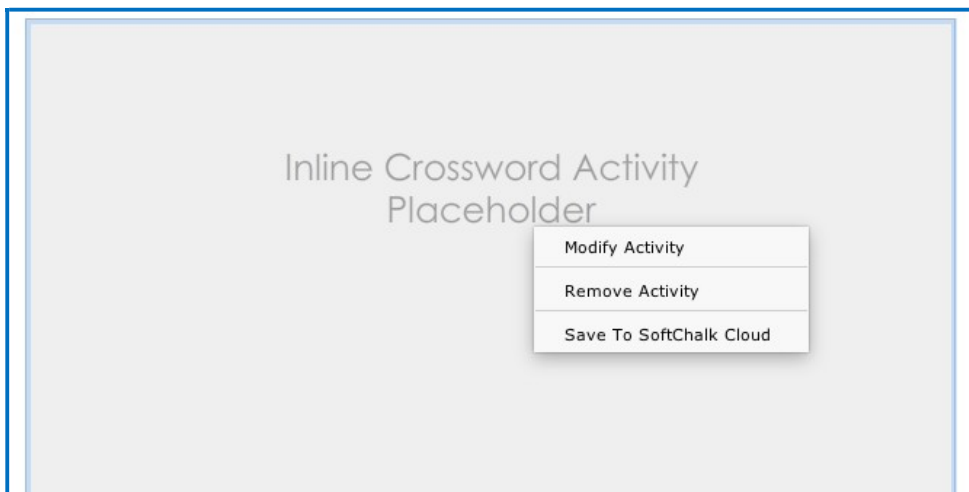 Inline Crossword Activity
Placeholder
Modify Activity
Remove Activity
Save To SoftChalk Cloud